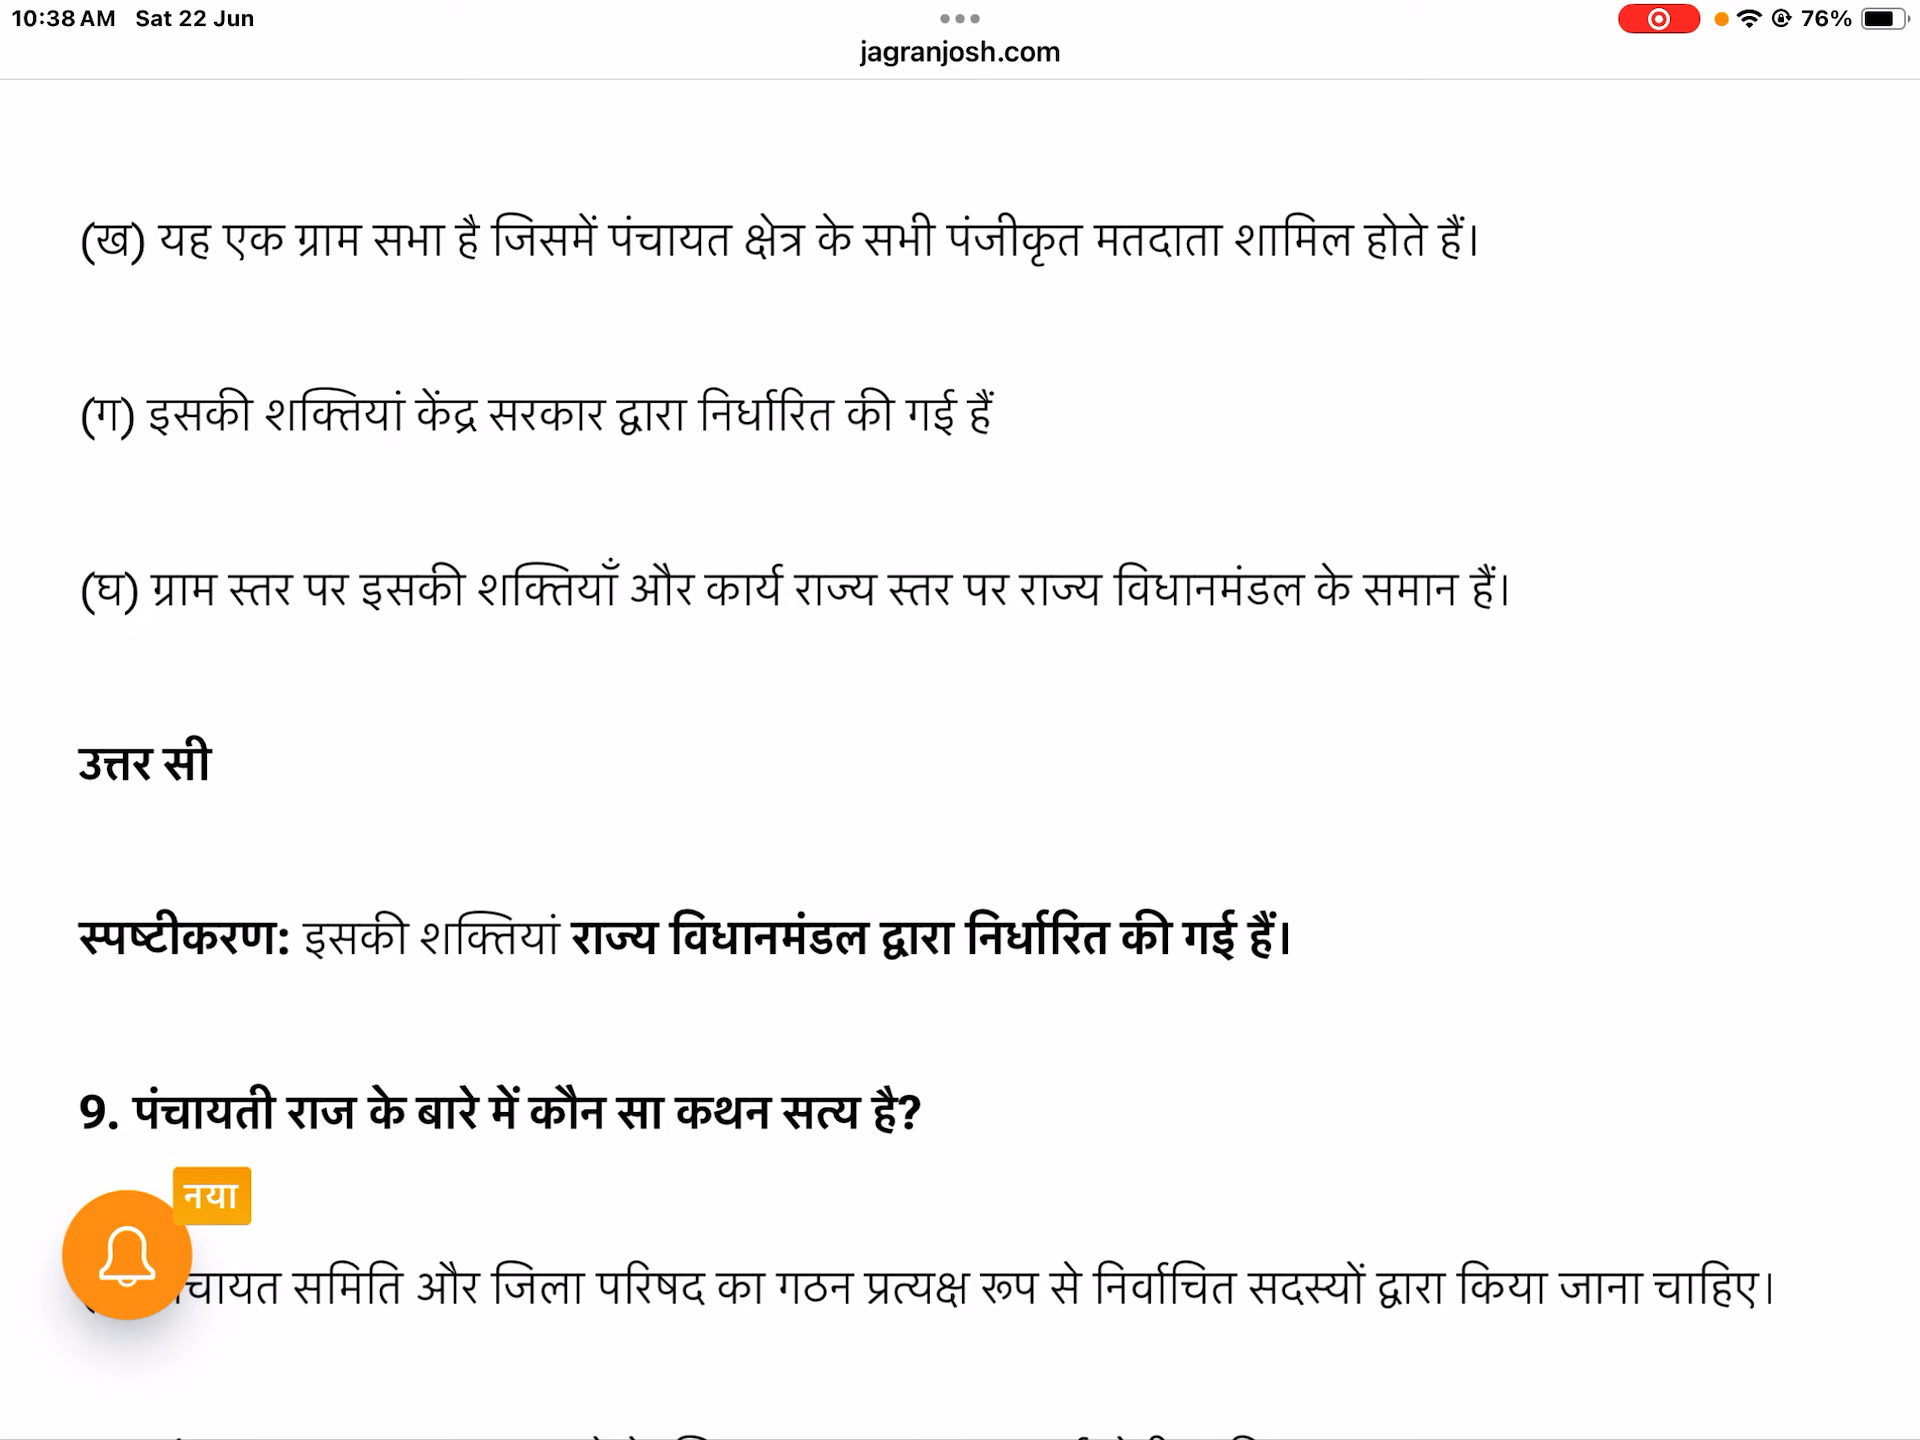 10:38 AM Sat 22 Jun
76%
jagranjosh.com
(ख) यह एक ग्राम सभा है जिसमें पंचायत क्षेत्र के सभी पंजीकृत मतदाता शामिल होते हैं।
(ग) इसकी शक्तियां केंद्र सरकार द्वारा निर्धारित की गई हैं
(घ) ग्राम स्तर पर इसकी शक्तियाँ और कार्य राज्य स्तर पर राज्य विधानमंडल के समान हैं।
उत्तर सी
स्पष्टीकरण: इसकी शक्तियां राज्य विधानमंडल द्वारा निर्धारित की गई हैं।
9. पंचायती राज के बारे में कौन सा कथन सत्य है?
नया
समिति और जिला परिषद का गठन प्रत्यक्ष रूप से निर्वाचित सदस्यों द्वारा किया जाना चाहिए।